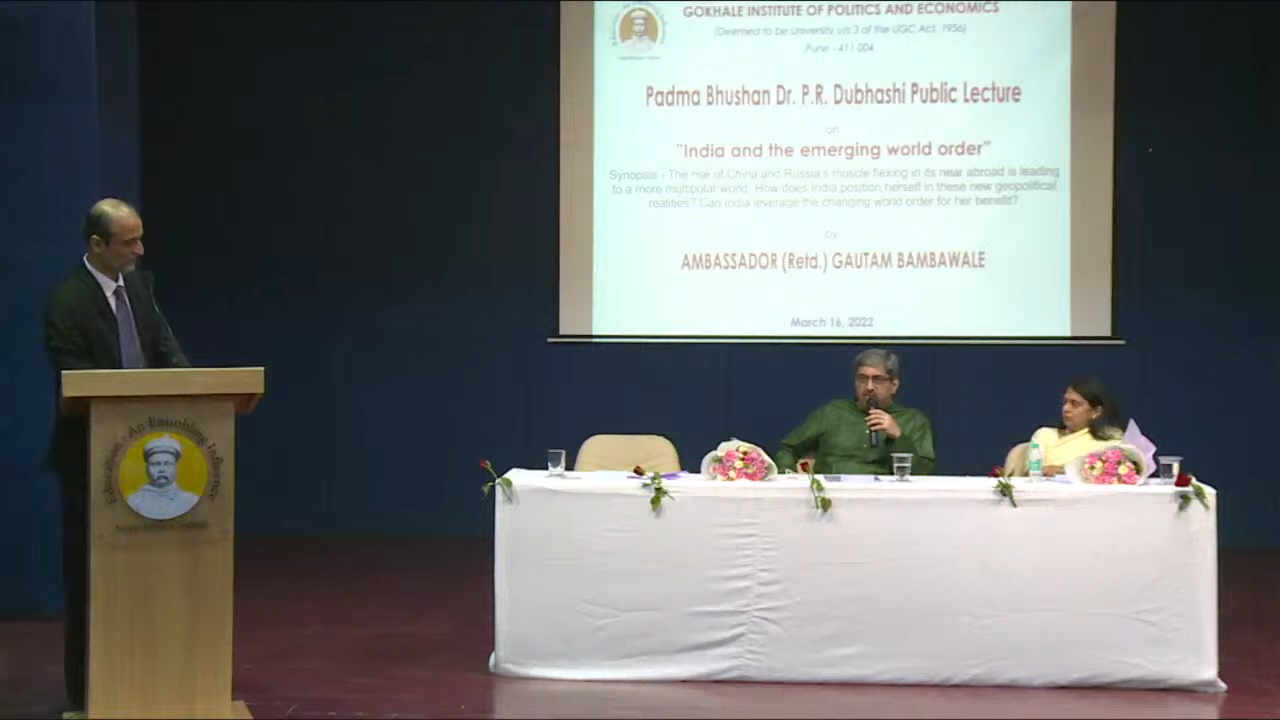 GOKHALE INSTITUTE OF POLITICS AND ECONOMICS
(Deemed to be University u/s 3 of the UGC Act, 1956)
Pune - 411 004
Padma Bhushan Dr. P.R. Dubhashi Public Lecture
on
"India and the emerging world order"
Synopsis - The rise of China and Russia's muscle flexing in its near abroad is leading
to a more multipolar world. How does India position herself in these new geopolitical
realities? Can India leverage the changing world order for her benefit?
by
AMBASSADOR (Retd.) GAUTAM BAMBAWALE
March 16, 2022
Education - An Ennobling Influence